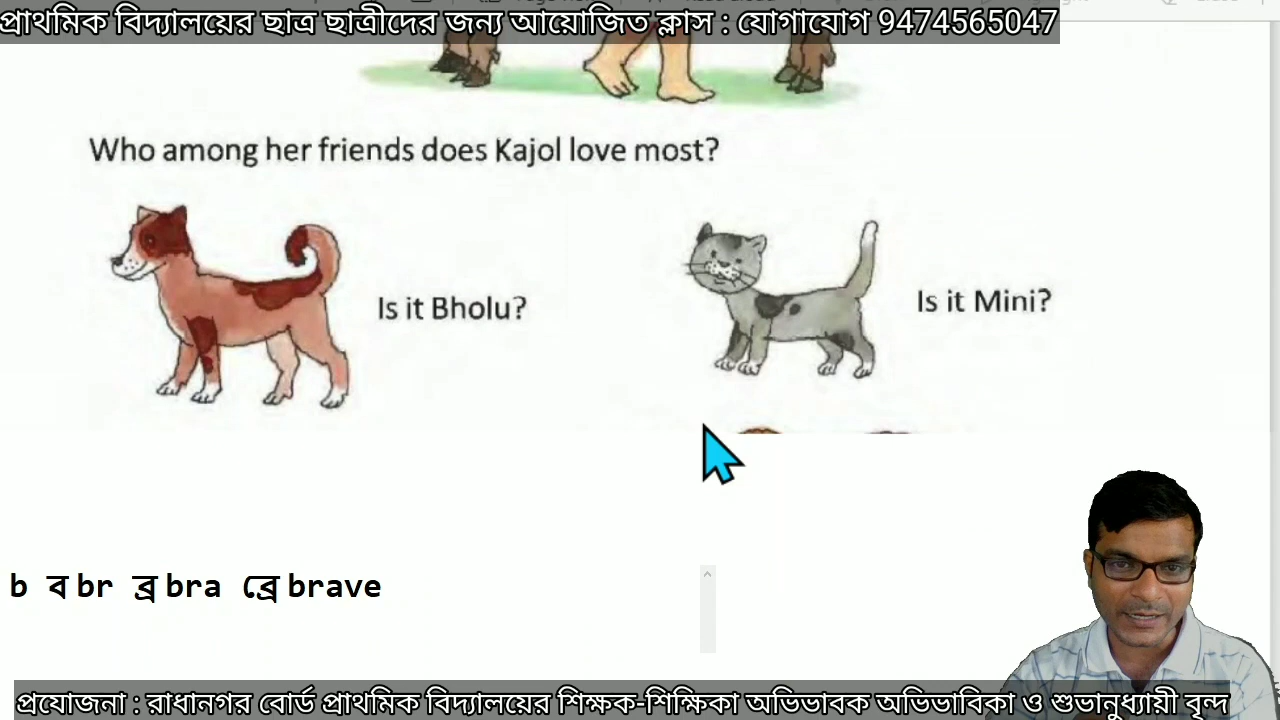 প্রাথমিক বিদ্যালয়ের ছাত্র ছাত্রীদের জন্য আয়োজিত ক্লাস : যোগাযোগ 9474565047
Who among her friends does Kajol love most?
Is it Bholu?
Is it Mini?
b ব br ব্র bra ব্রে brave
প্রযোজনা : রাধানগর বোর্ড প্রাথমিক বিদ্যালয়ের শিক্ষক-শিক্ষিকা অভিভাবক অভিভাবিকা ও শুভানুধ্যায়ী বৃন্দ